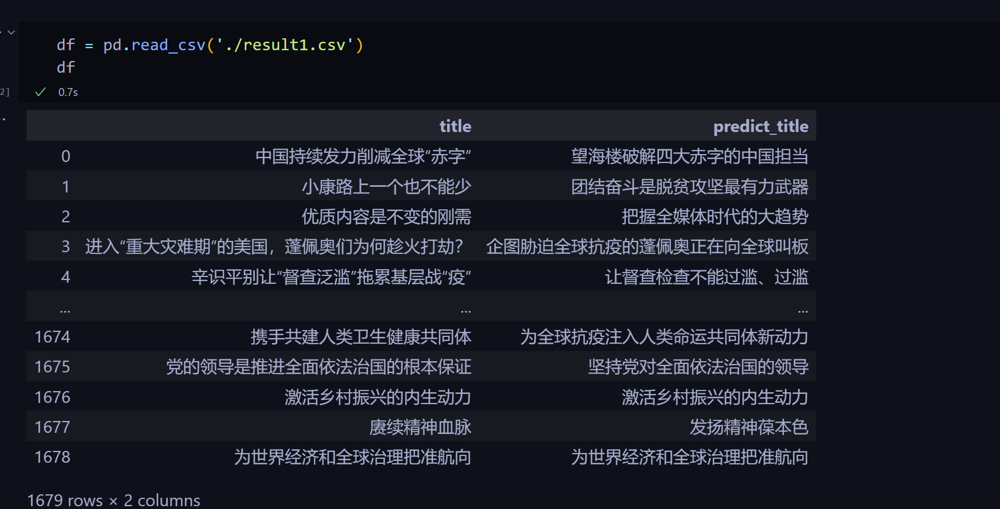 df = pd.read_csv('./result1.csv')
df
2]
0.7s
title predict_title
0 中国持续发力削减全球“赤字” 望海楼破解四大赤字的中国担当
1 小康路上一个也不能少 团结奋斗是脱贫攻坚最有力武器
2 优质内容是不变的刚需 把握全媒体时代的大趋势
3 进入“重大灾难期”的美国，蓬佩奥们为何趁火打劫？ 企图胁迫全球抗疫的蓬佩奥正在向全球叫板
4 辛识平别让“督查泛滥”拖累基层战“疫” 让督查检查不能过滥、过滥
... ... ...
1674 携手共建人类卫生健康共同体 为全球抗疫注入人类命运共同体新动力
1675 党的领导是推进全面依法治国的根本保证 坚持党对全面依法治国的领导
1676 激活乡村振兴的内生动力 激活乡村振兴的内生动力
1677 赓续精神血脉 发扬精神葆本色
1678 为世界经济和全球治理把准航向 为世界经济和全球治理把准航向
1679 rows × 2 columns